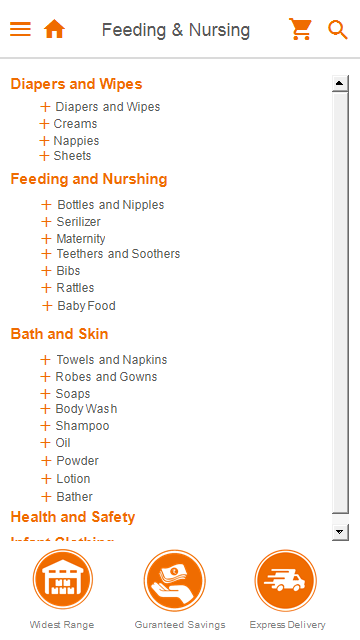 Feeding & Nursing
Diapers and Wipes
Diapers and Wipes
Creams
Nappies
Sheets
Feeding and Nurshing
Bottles and Nipples
Serilizer
Maternity
Teethers and Soothers
Bibs
Rattles
Baby Food
Bath and Skin
Towels and Napkins
Robes and Gowns
Soaps
Body Wash
Shampoo
Oil
Powder
Lotion
Bather
Health and Safety
Infant Clothing
Widest Range
Guranteed Savings
Express Delivery